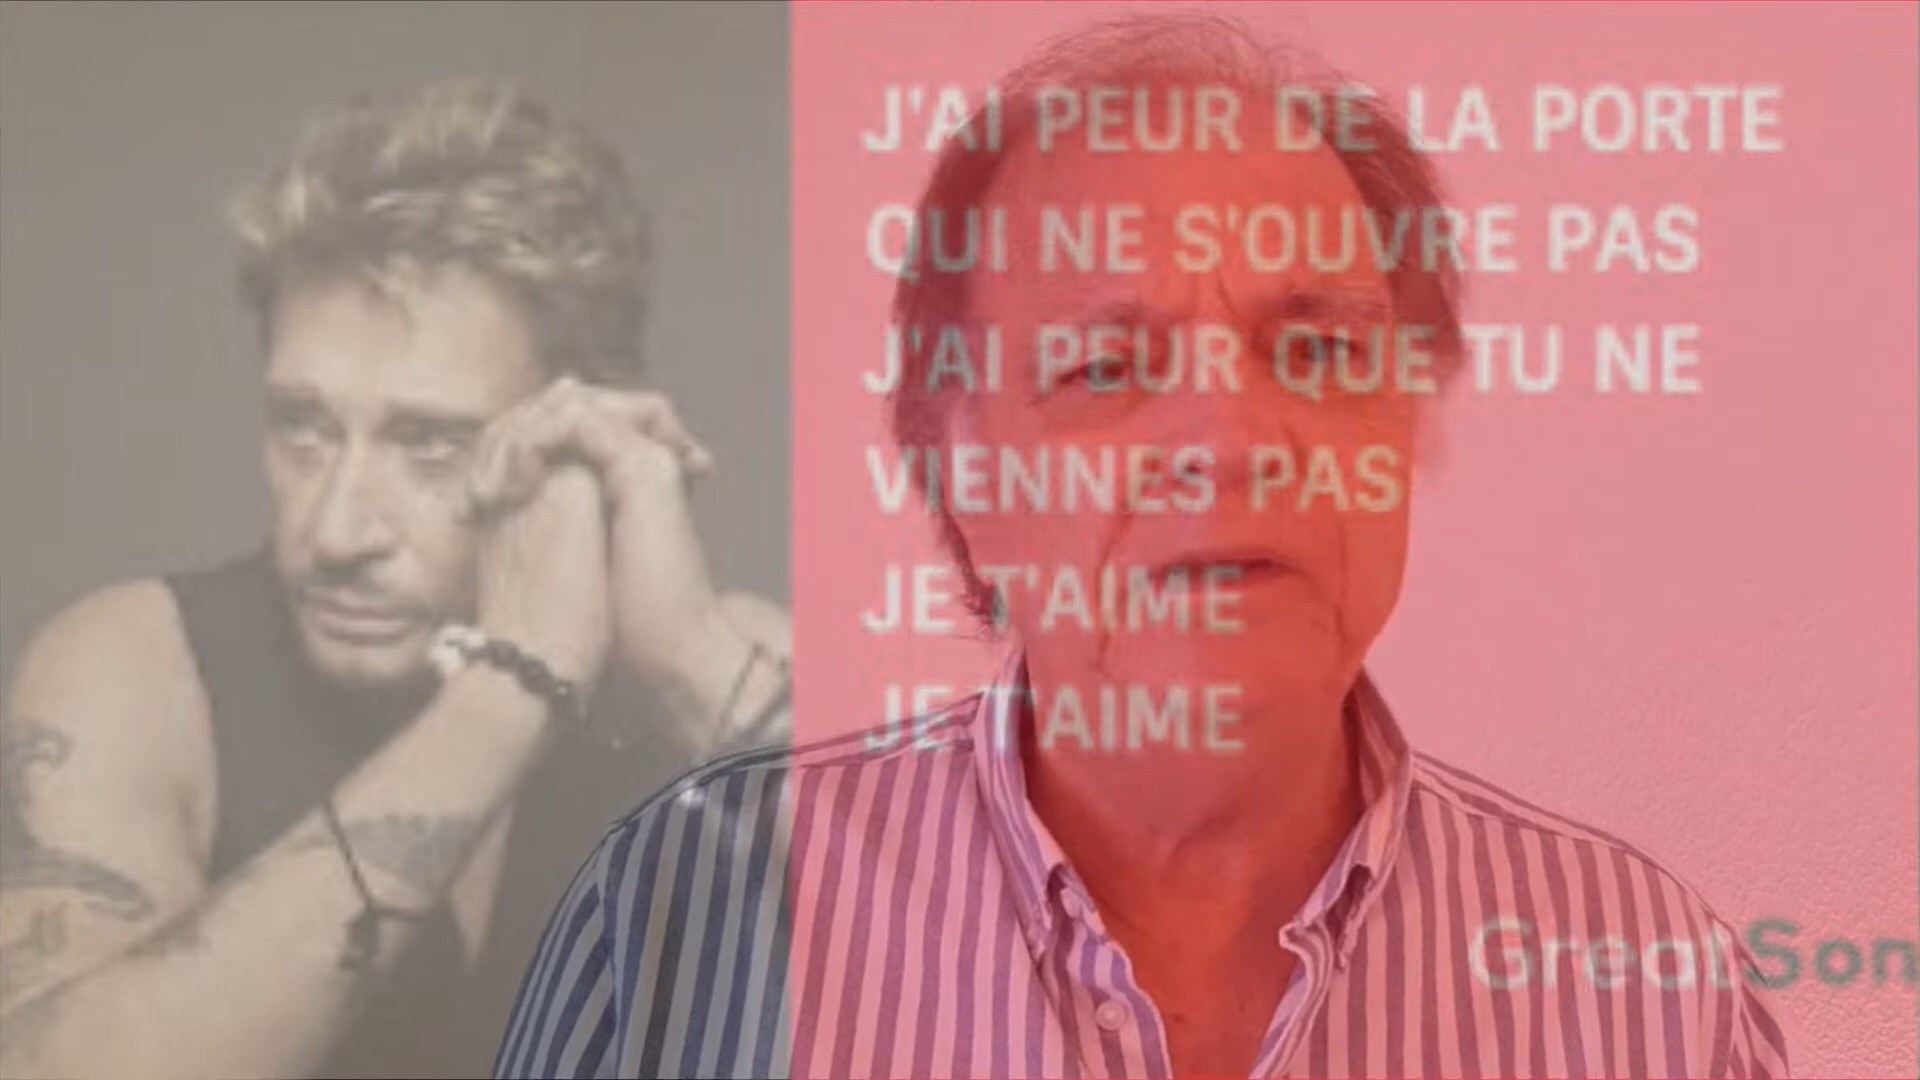 J'AI PEUR DE LA PORTE
QUI NE S'OUVRE PAS
J'AI PEUR QUE TU NE
VIENNES PAS
JE T'AIME
JE T'AIME
GreatSon